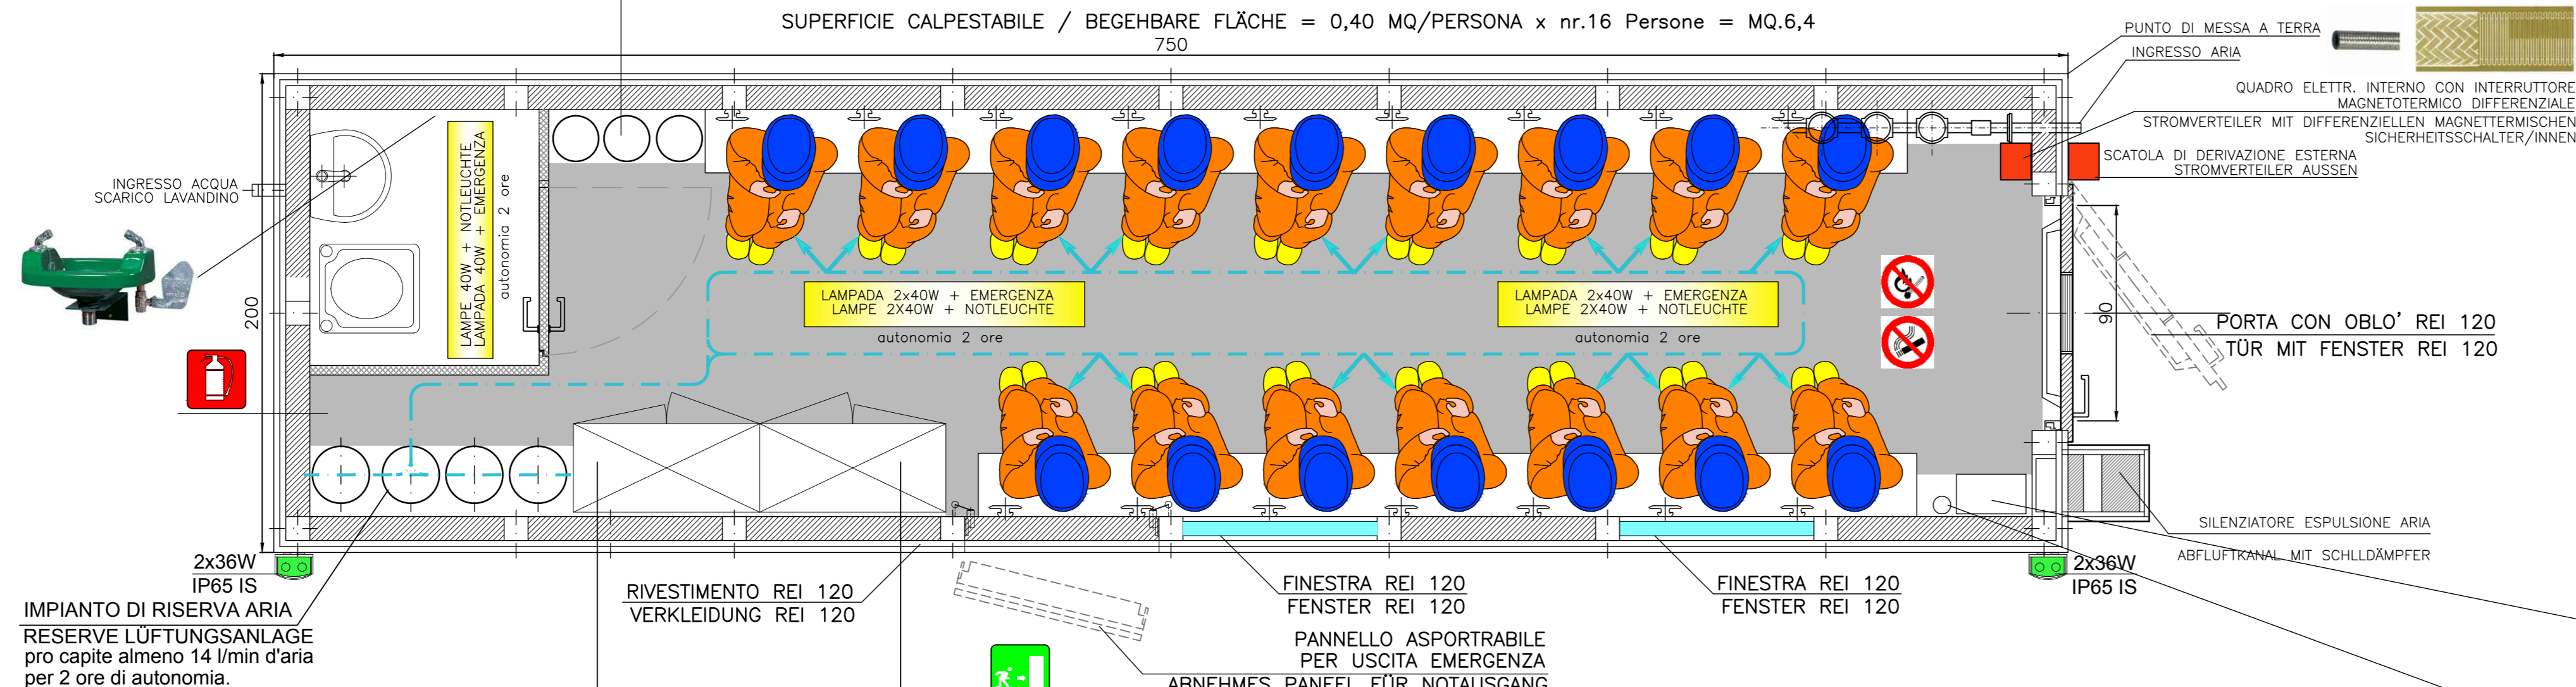 SUPERFICIE CALPESTABILE / BEGEHBARE FLÄCHE = 0,40 MQ/PERSONA x nr.16 Persone = MQ.6,4
750
PUNTO DI MESSA A TERRA
INGRESSO ARIA
QUADRO ELETTR. INTERNO CON INTERRUTTORE
MAGNETOTERMICO DIFFERENZIALE
STROMVERTEILER MIT DIFFERENZIELLEN MAGNETTERMISCHEN
SICHERHEITSSCHALTER/INNEN
SCATOLA DI DERIVAZIONE ESTERNA
STROMVERTEILER AUSSEN
INGRESSO ACQUA
SCARICO LAVANDINO
LAMPE 40W + NOTLEUCHTE
LAMPADA 40W + EMERGENZA
autonomia 2 ore
200
LAMPADA 2x40W + EMERGENZA
LAMPE 2X40W + NOTLEUCHTE
autonomia 2 ore
LAMPADA 2x40W + EMERGENZA
LAMPE 2X40W + NOTLEUCHTE
autonomia 2 ore
90
PORTA CON OBLO' REI 120
TÜR MIT FENSTER REI 120
SILENZIATORE ESPULSIONE ARIA
ABFLUFTKANAL MIT SCHLLDÄMPFER
2x36W
IP65 IS
2x36W
IP65 IS
IMPIANTO DI RISERVA ARIA
RESERVE LÜFTUNGSANLAGE
pro capite almeno 14 l/min d'aria
per 2 ore di autonomia.
RIVESTIMENTO REI 120
VERKLEIDUNG REI 120
FINESTRA REI 120
FENSTER REI 120
FINESTRA REI 120
FENSTER REI 120
PANNELLO ASPORTRABILE
PER USCITA EMERGENZA
ABNEHMES PANEEL FÜR NOTAUSGANG